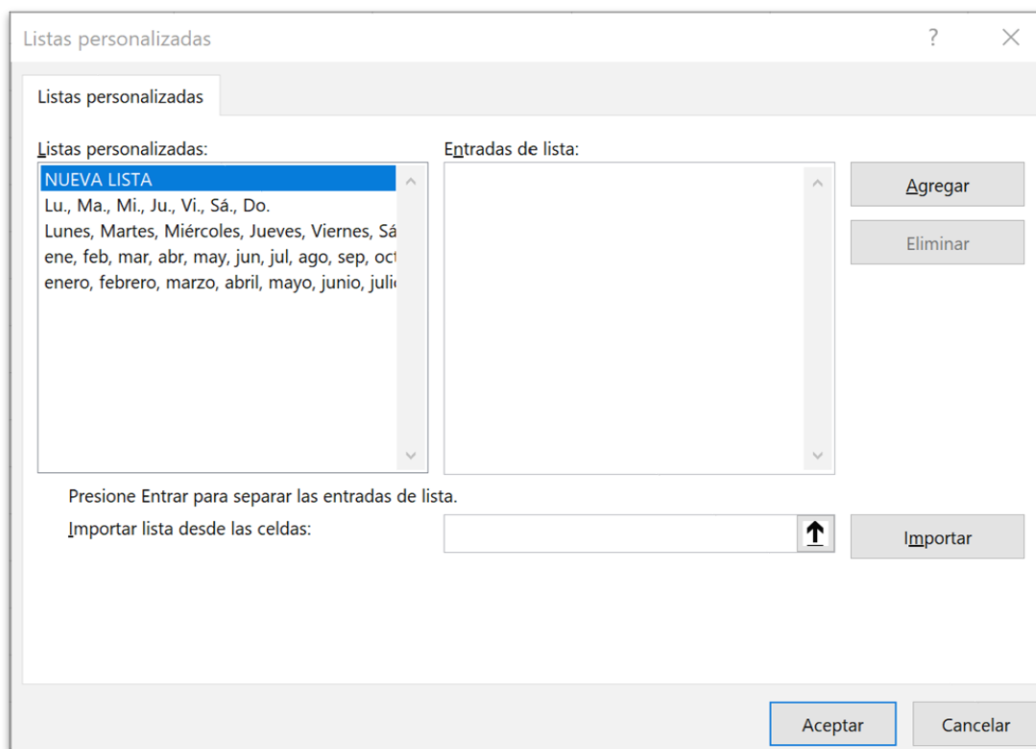 Listas personalizadas
Listas personalizadas
Listas personalizadas:
NUEVA LISTA
Lu., Ma., Mi., Ju., Vi., Sá., Do.
Lunes, Martes, Miércoles, Jueves, Viernes, Sá
ene, feb, mar, abr, may, jun, jul, ago, sep, oct
enero, febrero, marzo, abril, mayo, junio, julio
Entradas de lista:
Agregar
Eliminar
Presione Entrar para separar las entradas de lista.
Importar lista desde las celdas:
Importar
Aceptar
Cancelar